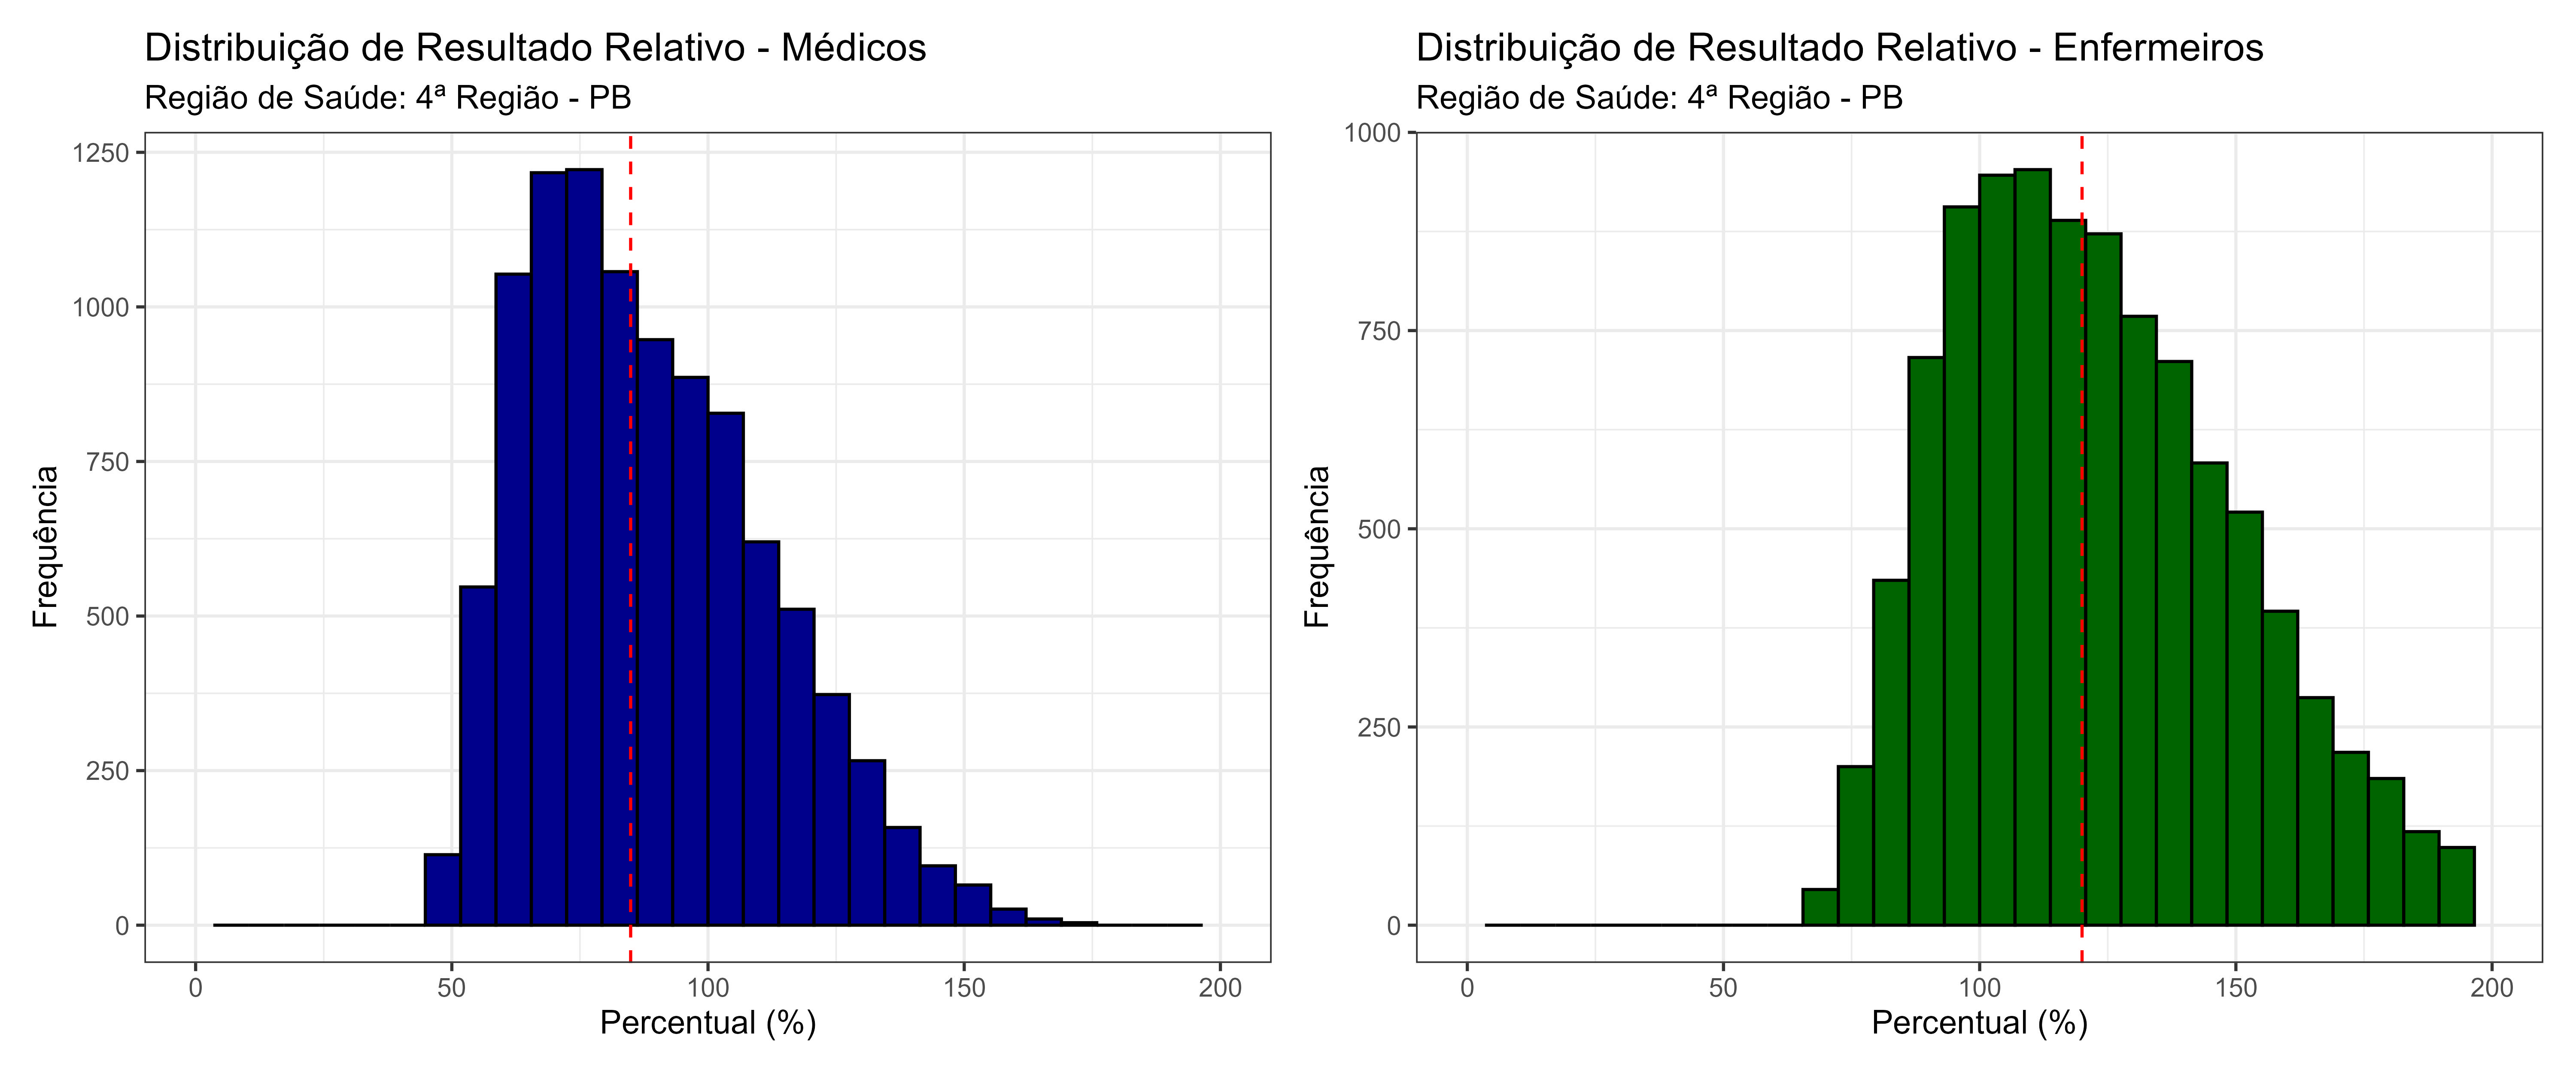 Distribuição de Resultado Relativo - Médicos
Região de Saúde: 4ª Região - PB
1250
1000
750
500
250
0
Frequência
0 50 100 150 200
Percentual (%)
Distribuição de Resultado Relativo - Enfermeiros
Região de Saúde: 4ª Região - PB
1000
750
500
250
0
Frequência
0 50 100 150 200
Percentual (%)